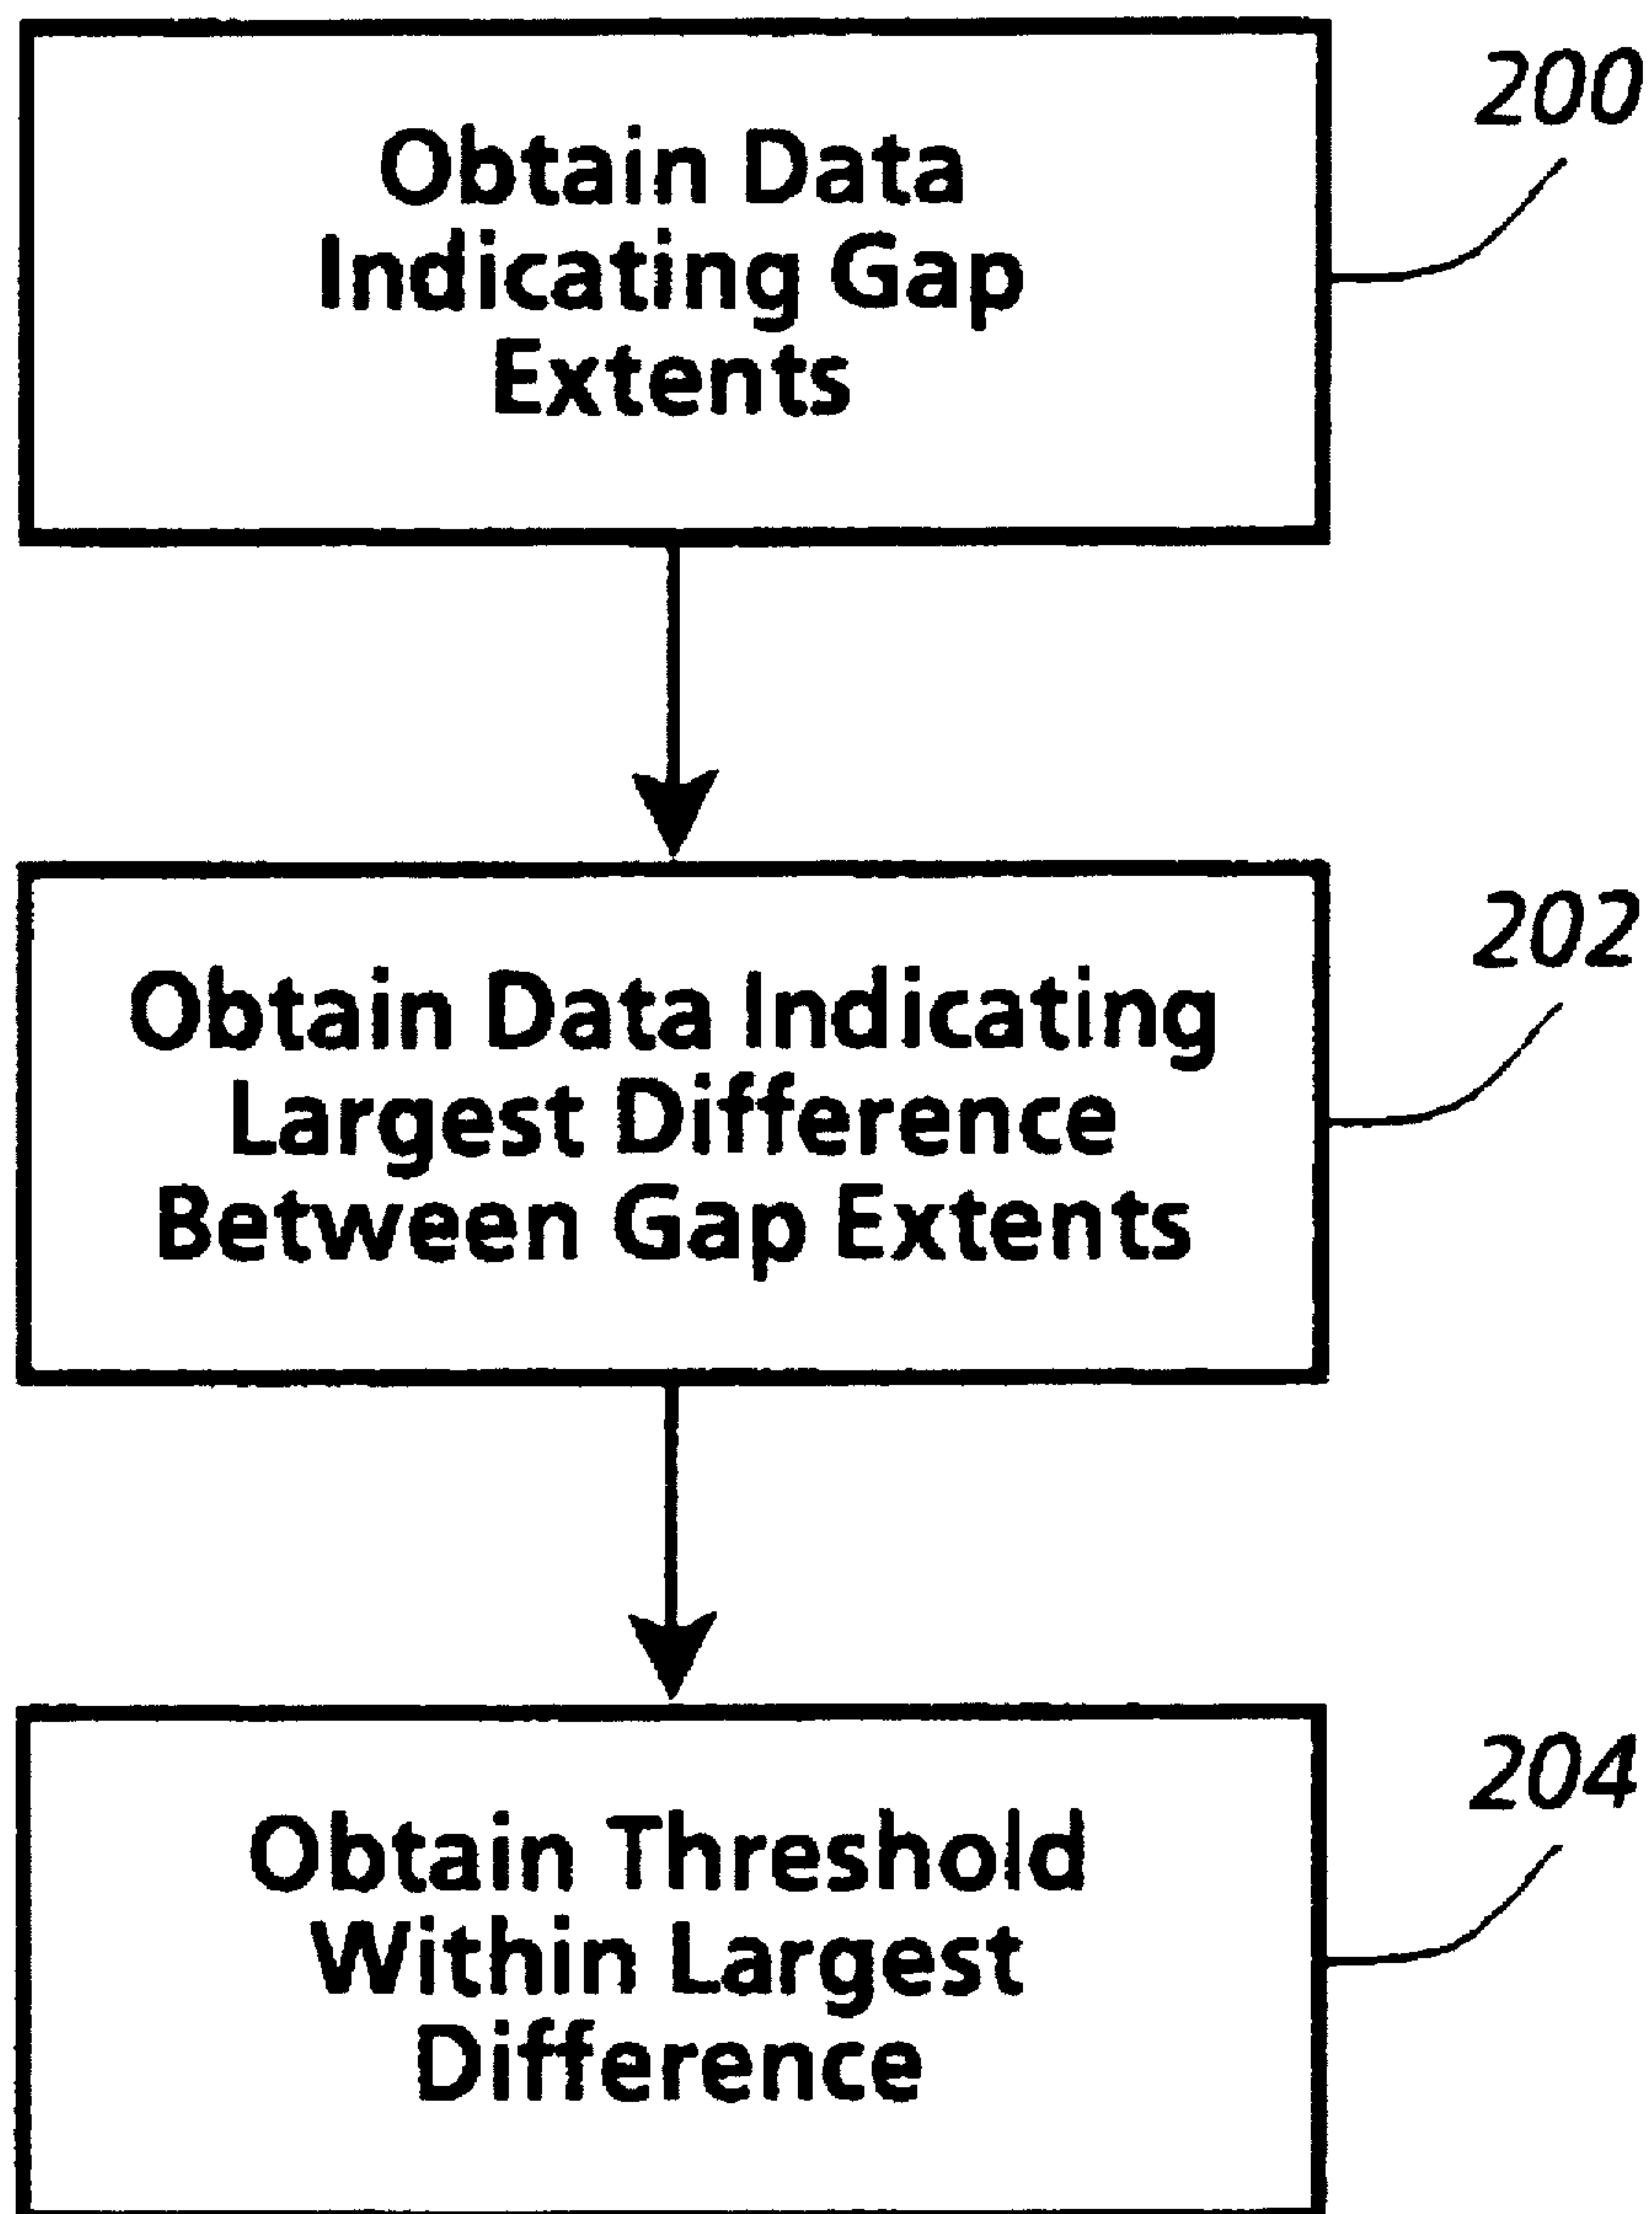 200
Obtain Data
Indicating Gap
Extents
202
Obtain Data Indicating
Largest Difference
Between Gap Extents
204
Obtain Threshold
Within Largest
Difference